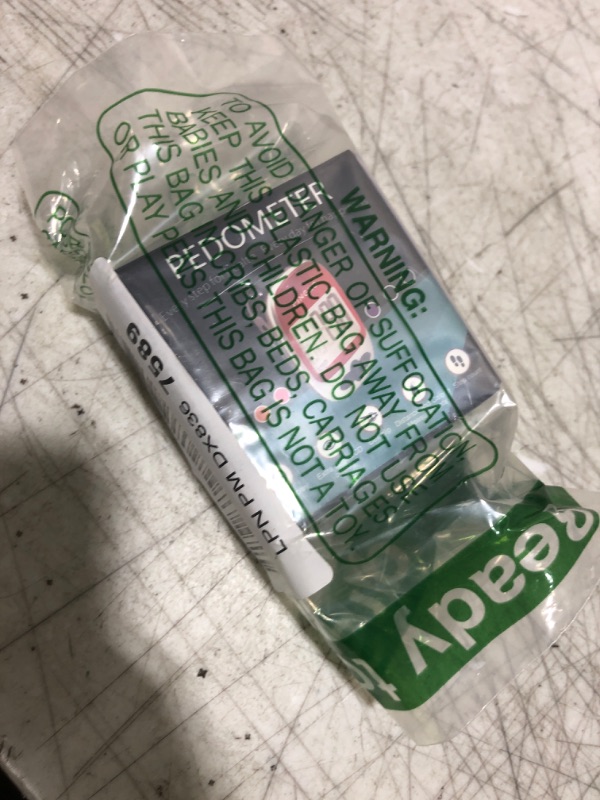 WARNING:
TO AVOID DANGER OF SUFFOCATION,
KEEP THIS PLASTIC BAG AWAY FROM
BABIES AND CHILDREN. DO NOT USE
THIS BAG IN CRIBS, BEDS, CARRIAGES
OR PLAY PENS. THIS BAG IS NOT A TOY.
PEDOMETER
LPN PM DX836 7589
Ready
to